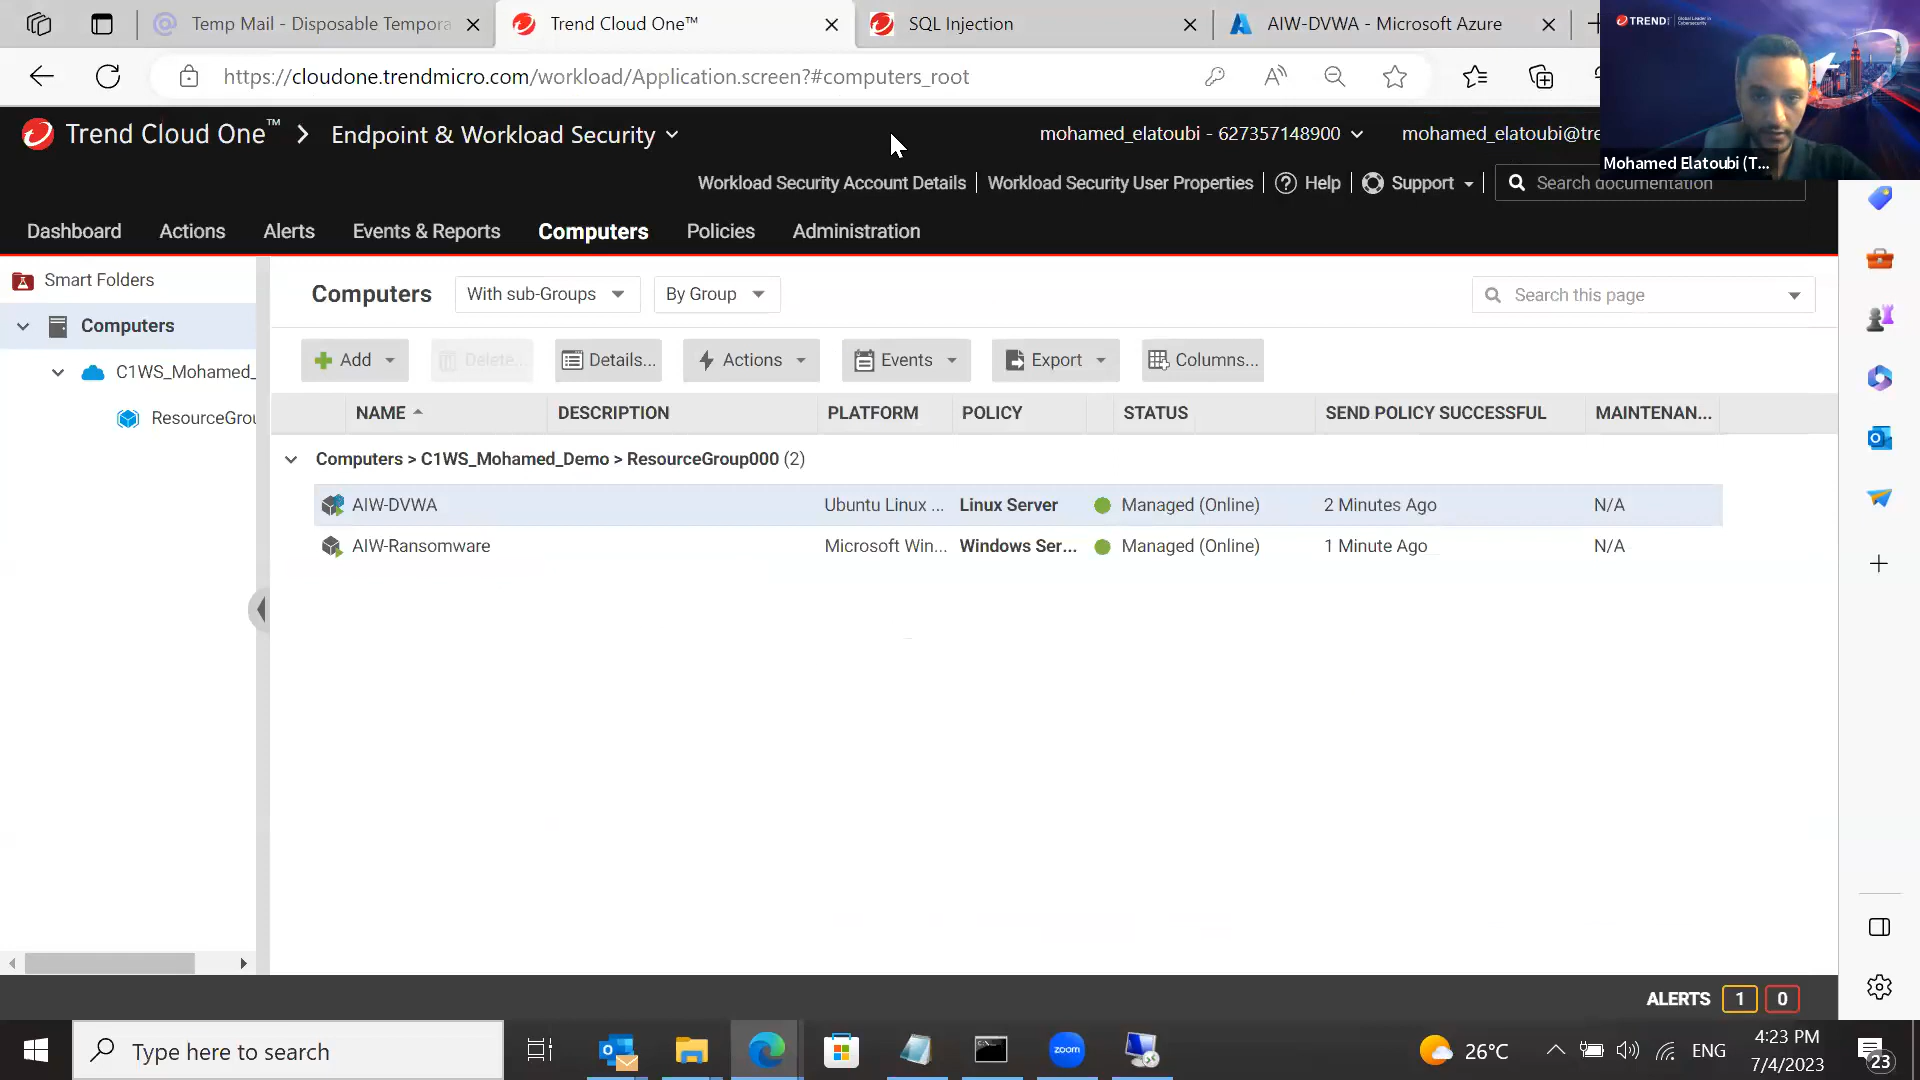 Temp Mail - Disposable Tempora
Trend Cloud One™
SQL Injection
AIW-DVWA - Microsoft Azure
https://cloudone.trendmicro.com/workload/Application.screen?#computers_root
TREND
Mohamed Elatoubi (T...
Trend Cloud One™ > Endpoint & Workload Security
mohamed_elatoubi - 627357148900
mohamed_elatoubi@tre
Workload Security Account Details
Workload Security User Properties
Help
Support
Search documentation
Dashboard
Actions
Alerts
Events & Reports
Computers
Policies
Administration
Smart Folders
Computers
C1WS_Mohamed_
ResourceGrou
Computers
With sub-Groups
By Group
Search this page
Add
Delete...
Details...
Actions
Events
Export
Columns...
NAME
DESCRIPTION
PLATFORM
POLICY
STATUS
SEND POLICY SUCCESSFUL
MAINTENAN...
Computers > C1WS_Mohamed_Demo > ResourceGroup000 (2)
AIW-DVWA Ubuntu Linux ... Linux Server Managed (Online) 2 Minutes Ago N/A
AIW-Ransomware Microsoft Win... Windows Ser... Managed (Online) 1 Minute Ago N/A
ALERTS 1 0
Type here to search
zoom
26°C
ENG
4:23 PM
7/4/2023
23